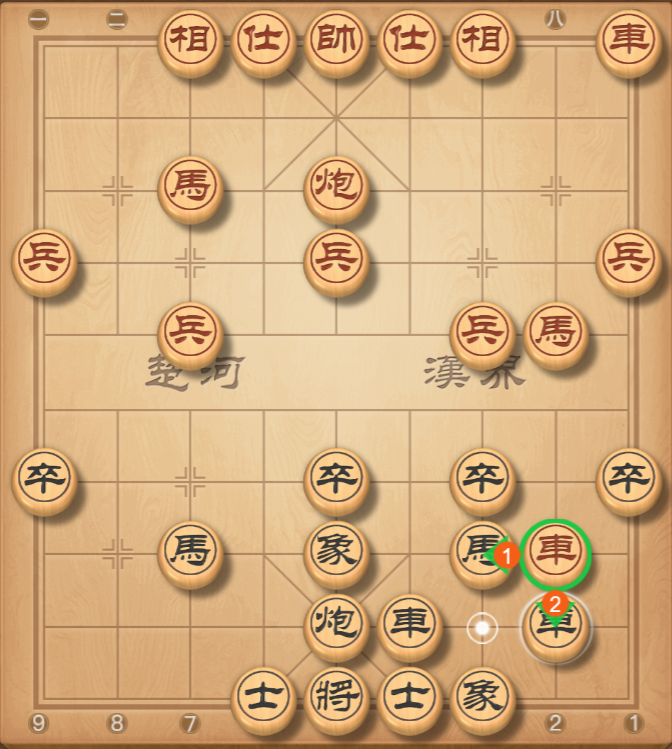 一 二 相 仕 帥 仕 相 八 車
馬 炮
兵 兵 兵
兵 兵 馬
楚河 漢界
卒 卒 卒 卒
馬 象 馬 1 車
炮 車 2 車
士 將 士 象
9 8 7 2 1